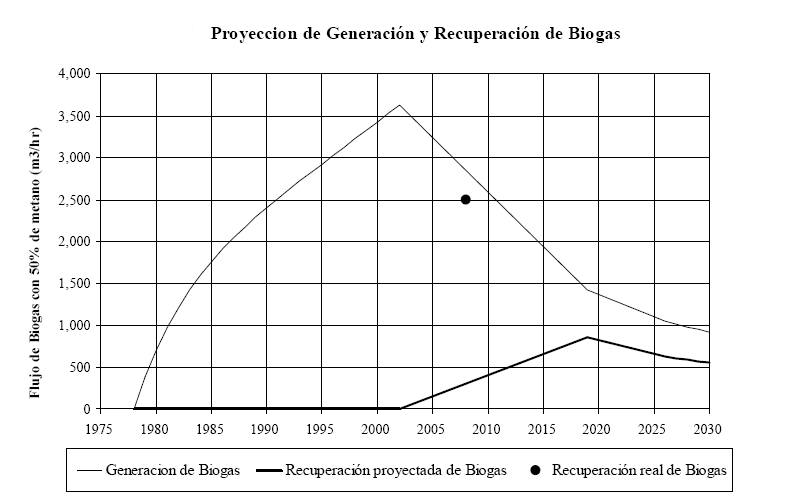 Proyeccion de Generación y Recuperación de Biogas
Flujo de Biogas con 50% de metano (m3/hr)
4,000
3,500
3,000
2,500
2,000
1,500
1,000
500
0
1975 1980 1985 1990 1995 2000 2005 2010 2015 2020 2025 2030
Generacion de Biogas Recuperación proyectada de Biogas Recuperación real de Biogas